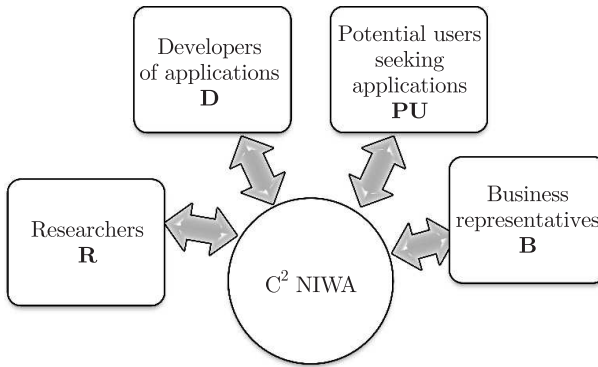 Developers
of applications
D
Potential users
seeking
applications
PU
Researchers
R
Business
representatives
B
C² NIWA